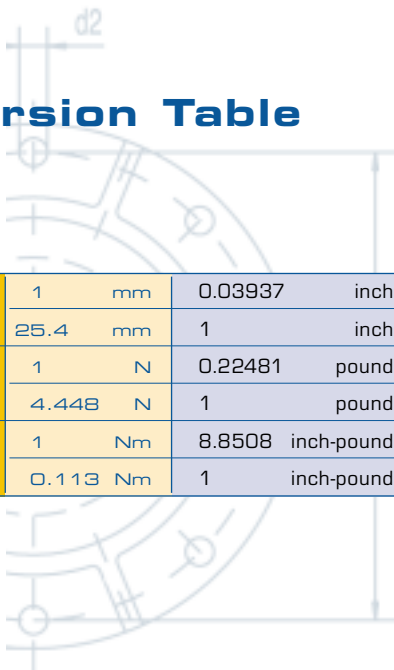 d2
rsion Table
1 mm 0.03937 inch
25.4 mm 1 inch
1 N 0.22481 pound
4.448 N 1 pound
1 Nm 8.8508 inch-pound
0.113 Nm 1 inch-pound